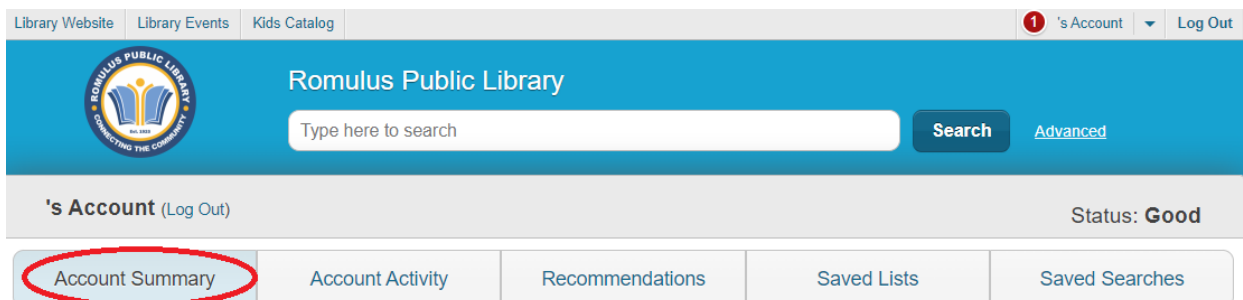 Library Website Library Events Kids Catalog 1 's Account Log Out
ROMULUS PUBLIC LIBRARY
Est. 1925
CONNECTING THE COMMUNITY
Romulus Public Library
Type here to search Search Advanced
's Account (Log Out) Status: Good
Account Summary Account Activity Recommendations Saved Lists Saved Searches